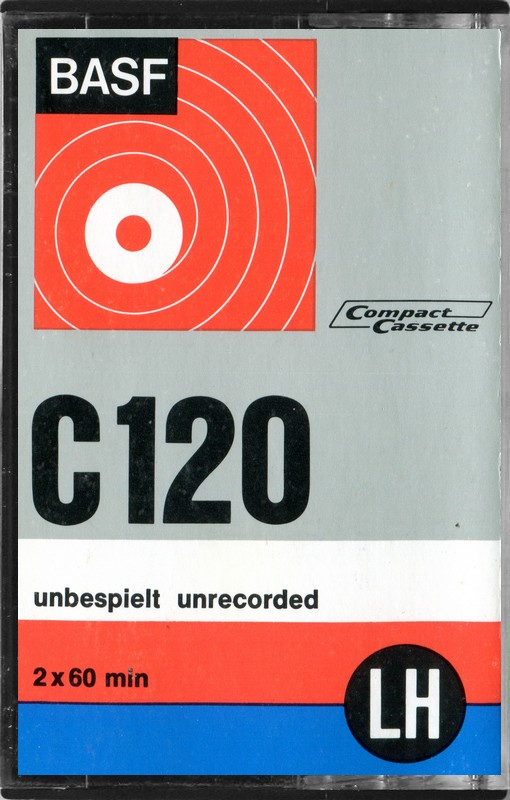 BASF
Compact
Cassette
C120
unbespielt unrecorded
2x60 min
LH